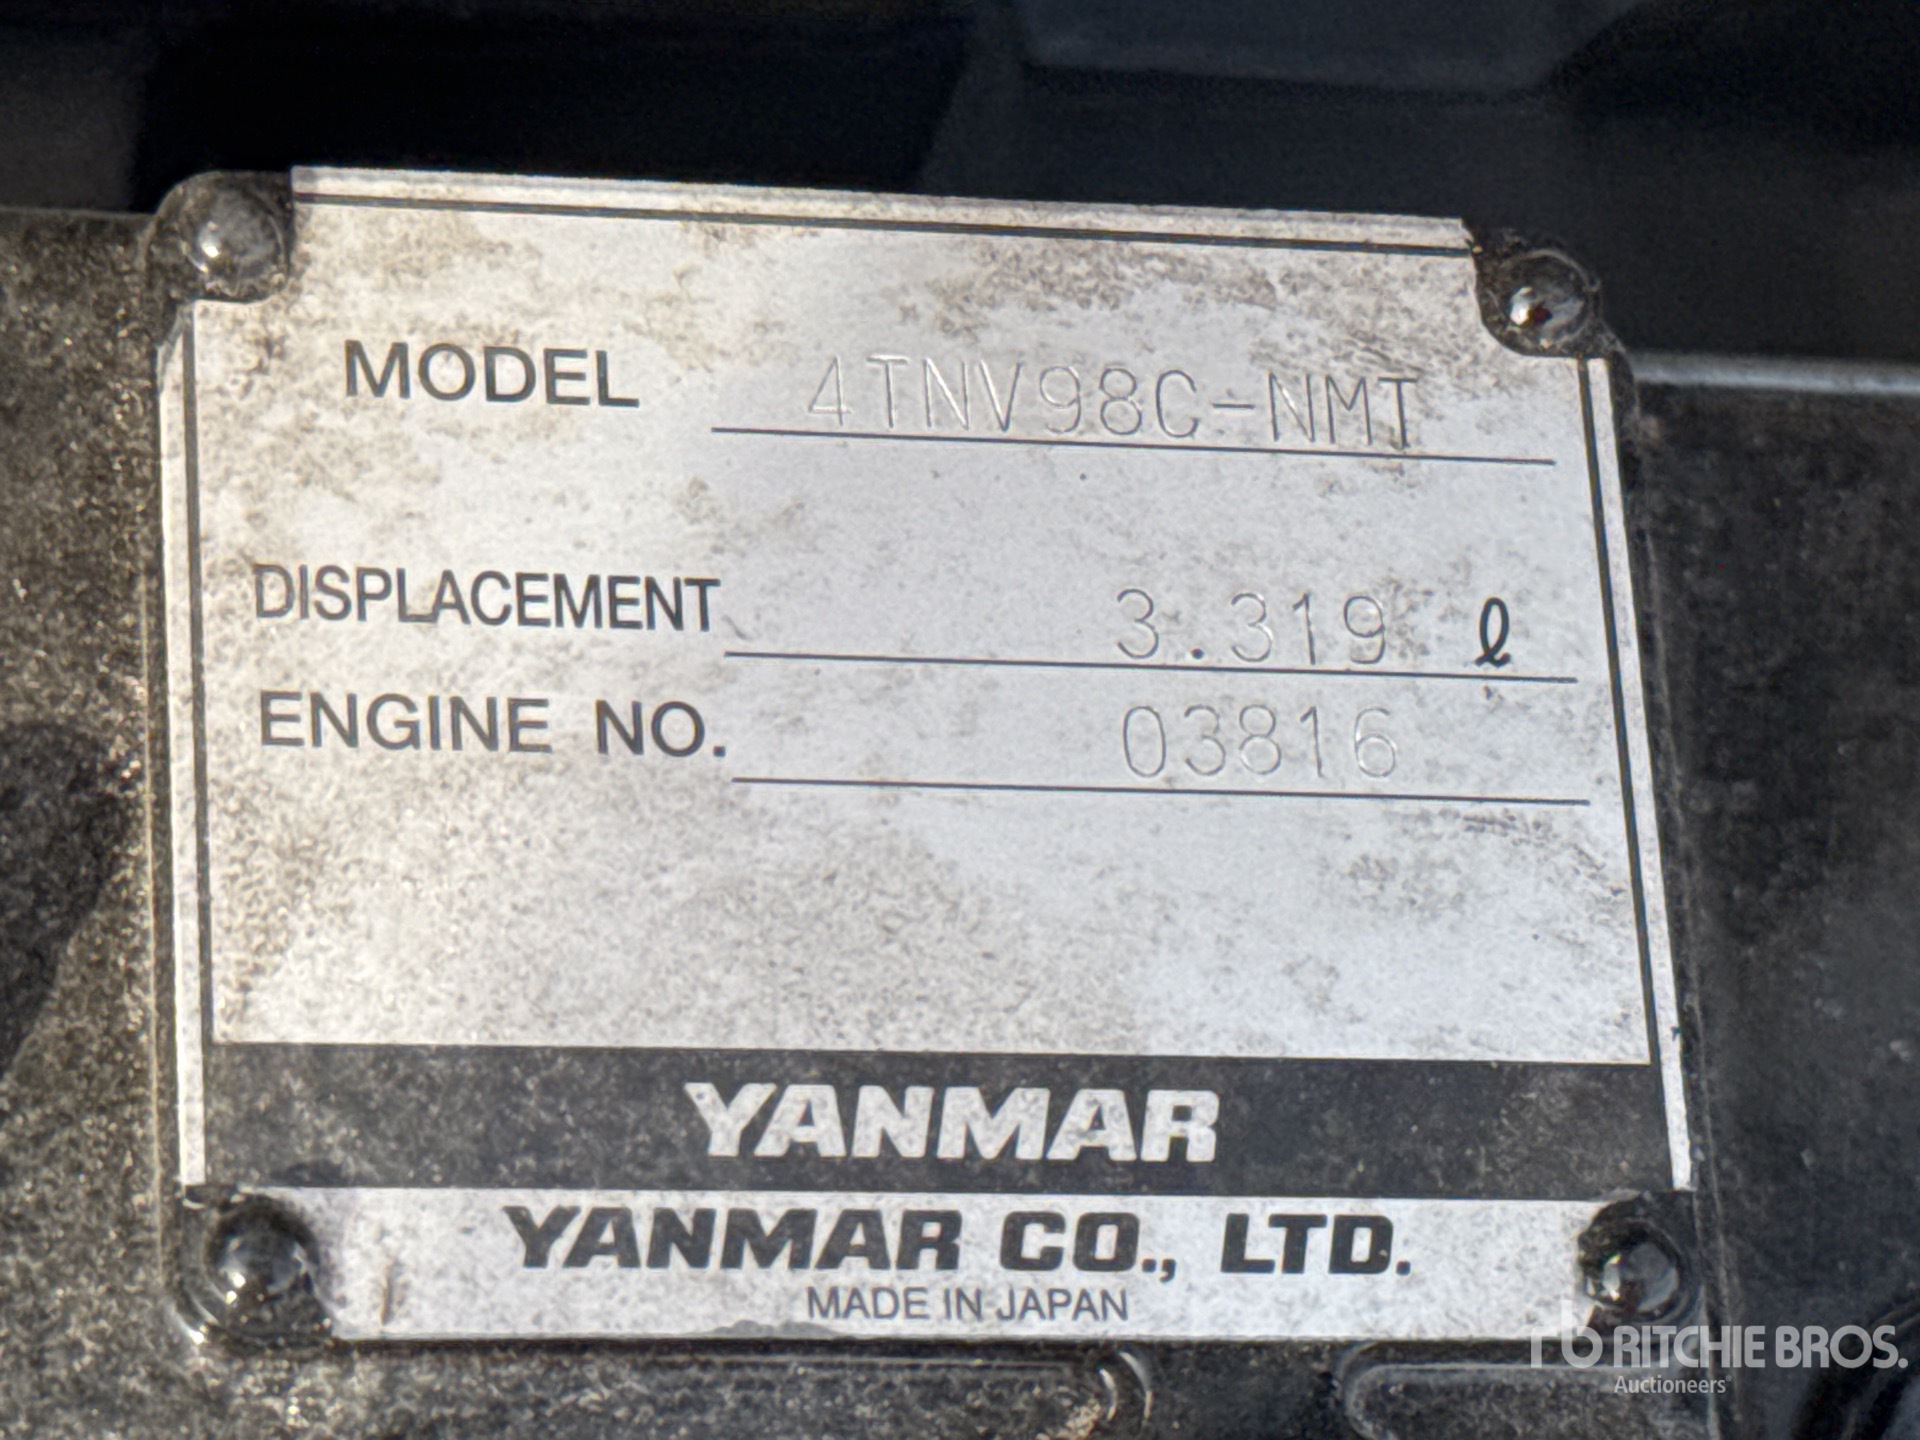 MODEL 4TNV98C-NMT
DISPLACEMENT 3.319 ℓ
ENGINE NO. 03816
YANMAR
YANMAR CO., LTD.
MADE IN JAPAN
rb RITCHIE BROS.
Auctioneers